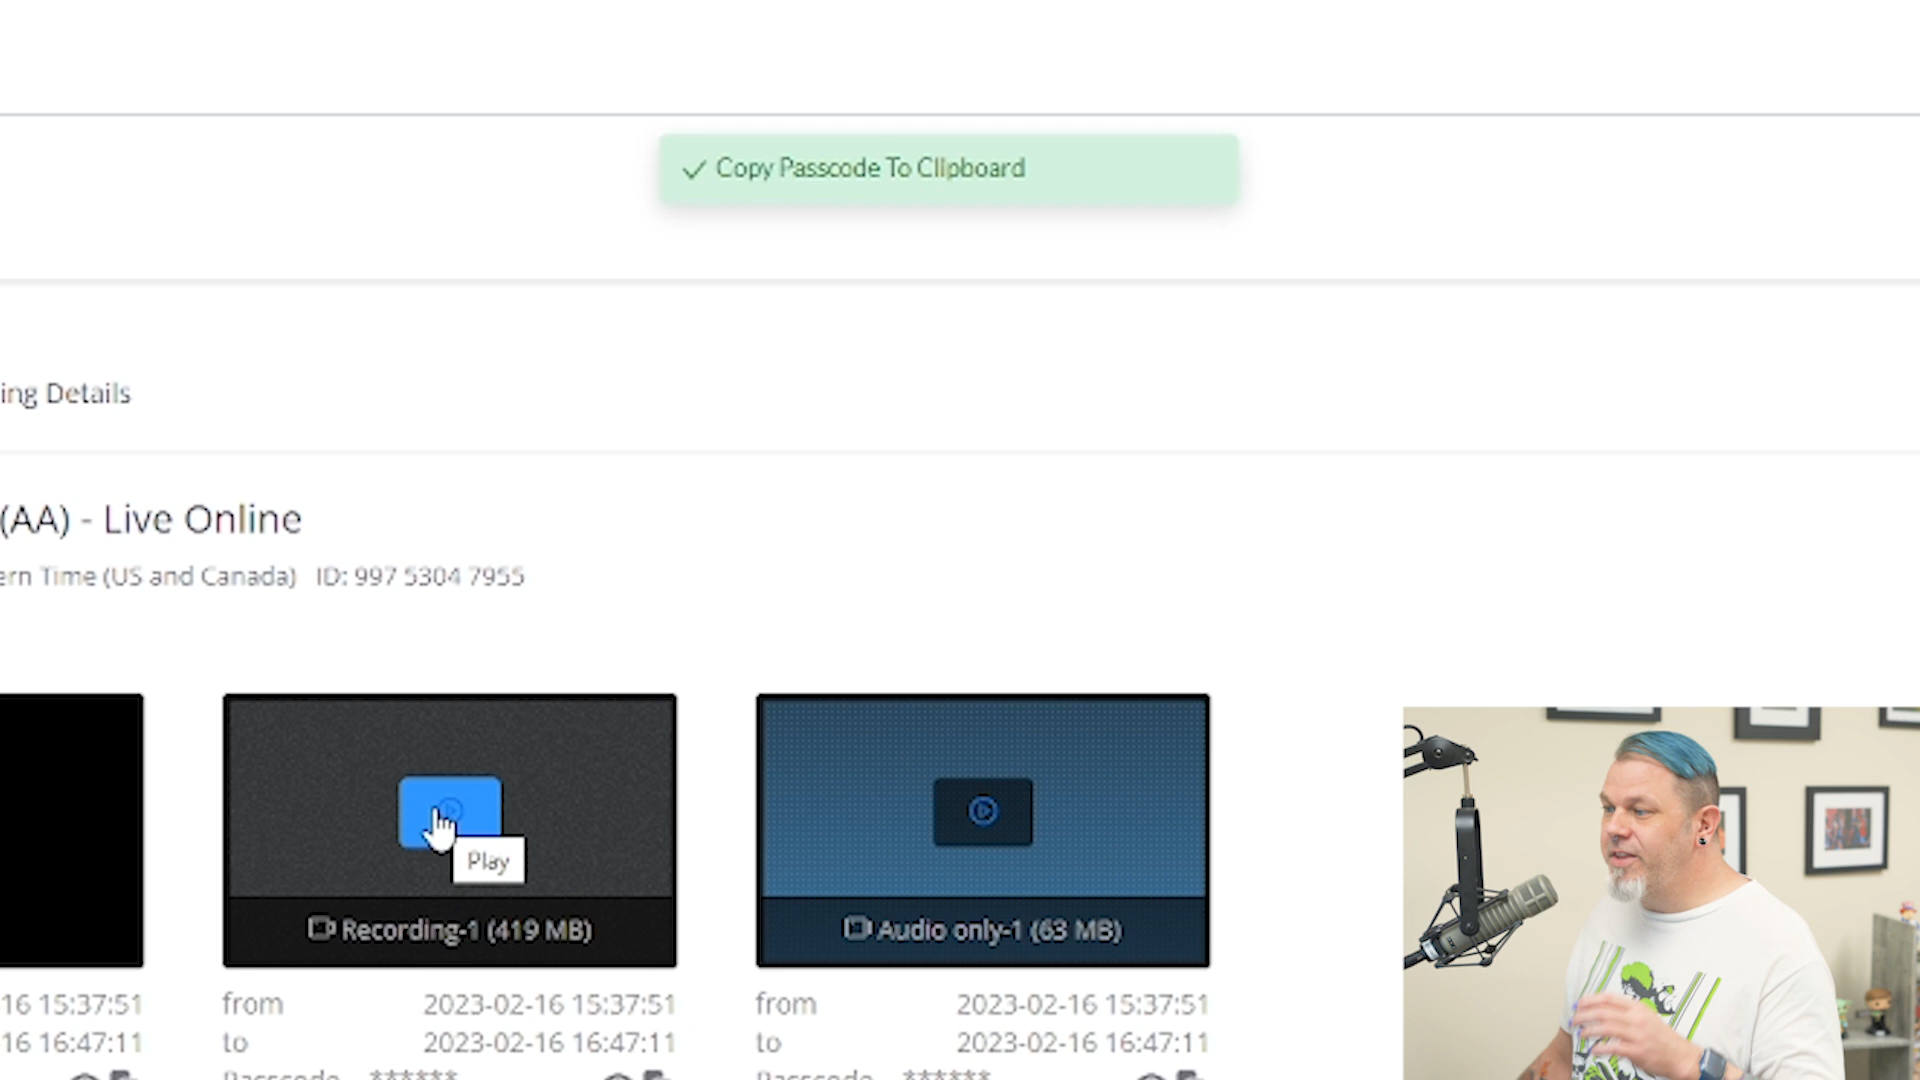 Copy Passcode To Clipboard
ing Details
(AA) - Live Online
ern Time (US and Canada) ID: 997 5304 7955
Play
Recording-1 (419 MB)
Audio only-1 (63 MB)
16 15:37:51
from 2023-02-16 15:37:51
from 2023-02-16 15:37:51
16 16:47:11
to 2023-02-16 16:47:11
to 2023-02-16 16:47:11
Passcode ******
Passcode ******